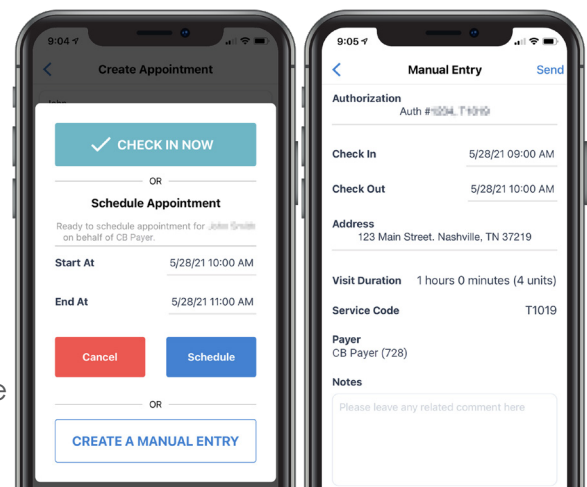 9:04
Create Appointment
CHECK IN NOW
OR
Schedule Appointment
Ready to schedule appointment for
on behalf of CB Payer.
Start At 5/28/21 10:00 AM
End At 5/28/21 11:00 AM
Cancel Schedule
OR
CREATE A MANUAL ENTRY
e
9:05
Manual Entry Send
Authorization
Auth #
Check In 5/28/21 09:00 AM
Check Out 5/28/21 10:00 AM
Address
123 Main Street. Nashville, TN 37219
Visit Duration 1 hours 0 minutes (4 units)
Service Code T1019
Payer
CB Payer (728)
Notes
Please leave any related comment here